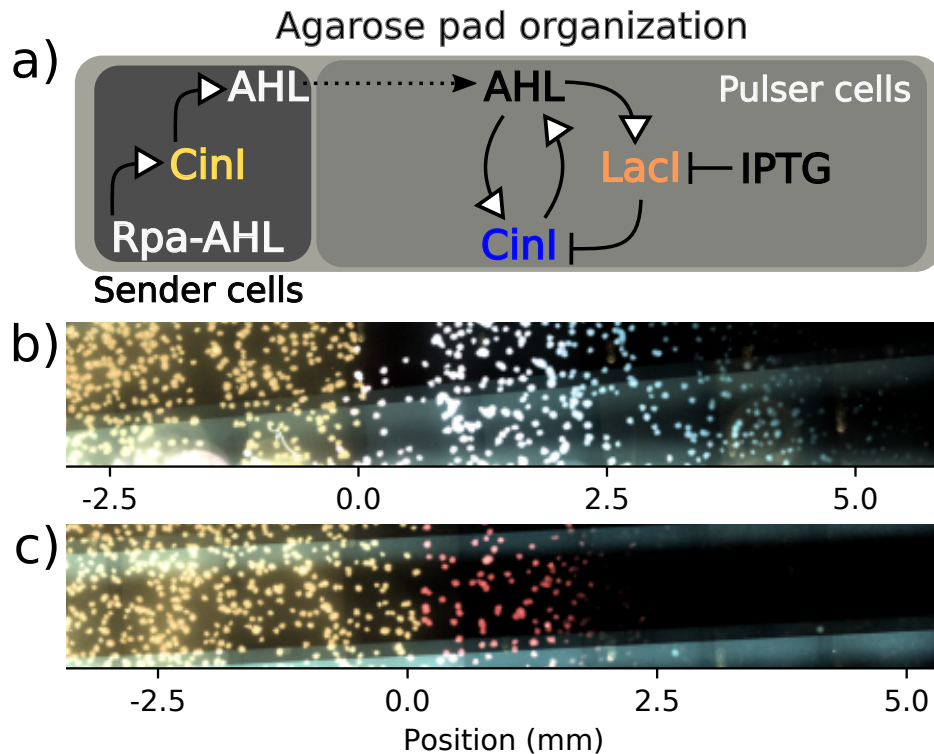 Agarose pad organization
a)
AHL
AHL
Pulser cells
CinI
LacI
IPTG
Rpa-AHL
CinI
Sender cells
b)
-2.5 0.0 2.5 5.0
c)
-2.5 0.0 2.5 5.0
Position (mm)